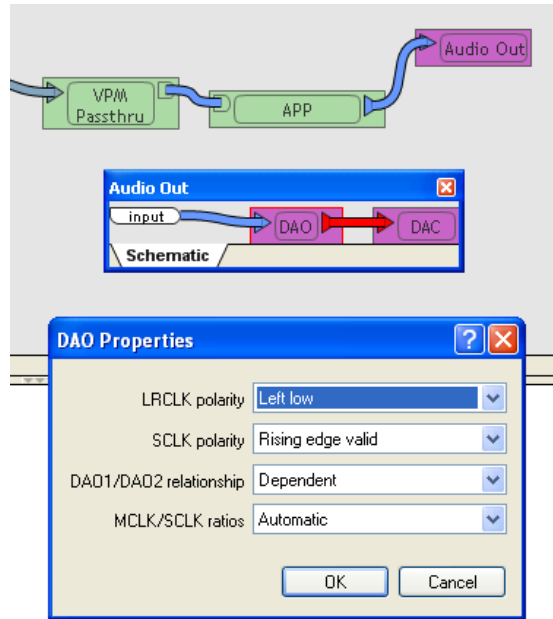 Audio Out
VPM
Passthru
APP
Audio Out
input
DAO
DAC
Schematic
DAO Properties
LRCLK polarity Left low
SCLK polarity Rising edge valid
DAO1/DAO2 relationship Dependent
MCLK/SCLK ratios Automatic
OK Cancel